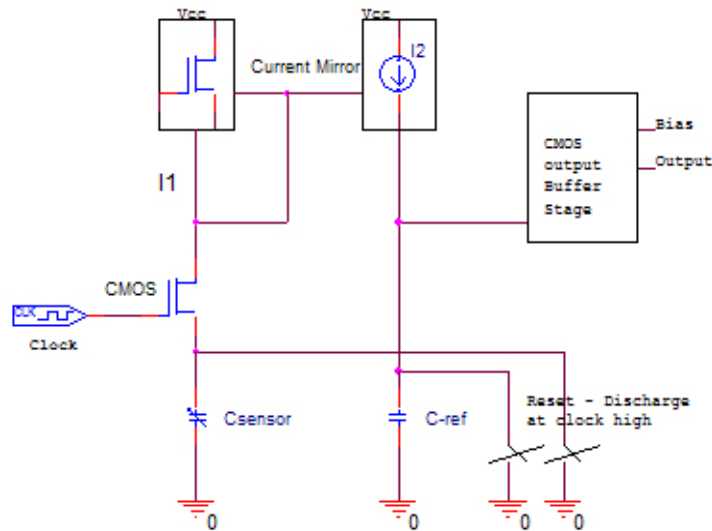 Vcc
Vcc
Current Mirror
I2
I1
CMOS
output
Buffer
Stage
Bias
Output
CMOS
CLK
Clock
Csensor
C-ref
Reset - Discharge
at clock high
0
0
0
0